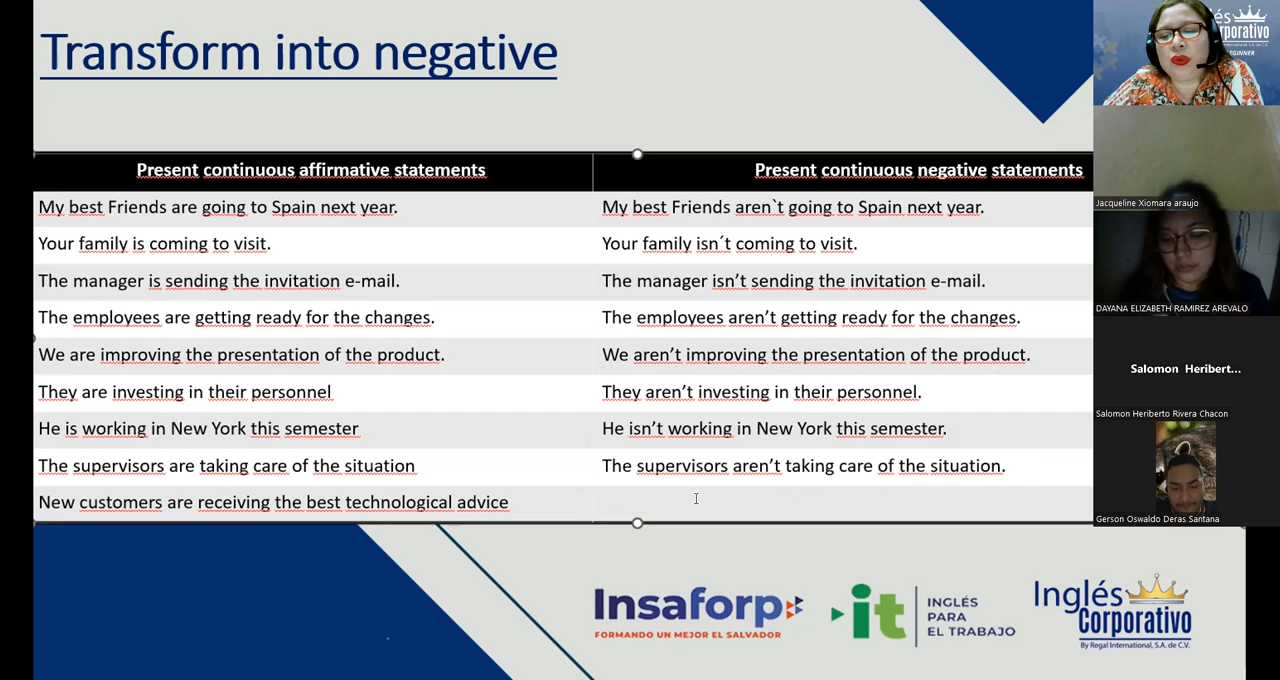 Transform into negative
Present continuous affirmative statements
Present continuous negative statements
My best Friends are going to Spain next year.
My best Friends aren`t going to Spain next year.
Your family is coming to visit.
Your family isn´t coming to visit.
The manager is sending the invitation e-mail.
The manager isn’t sending the invitation e-mail.
The employees are getting ready for the changes.
The employees aren’t getting ready for the changes.
We are improving the presentation of the product.
We aren’t improving the presentation of the product.
They are investing in their personnel
They aren’t investing in their personnel.
He is working in New York this semester
He isn’t working in New York this semester.
The supervisors are taking care of the situation
The supervisors aren’t taking care of the situation.
New customers are receiving the best technological advice
Insaforp
FORMANDO UN MEJOR EL SALVADOR
it
INGLÉS
PARA
EL TRABAJO
Inglés
Corporativo
By Regal International, S.A. de C.V.
Jacqueline Xiomara araujo
DAYANA ELIZABETH RAMIREZ AREVALO
Salomon Heribert...
Salomon Heriberto Rivera Chacon
Gerson Oswaldo Deras Santana